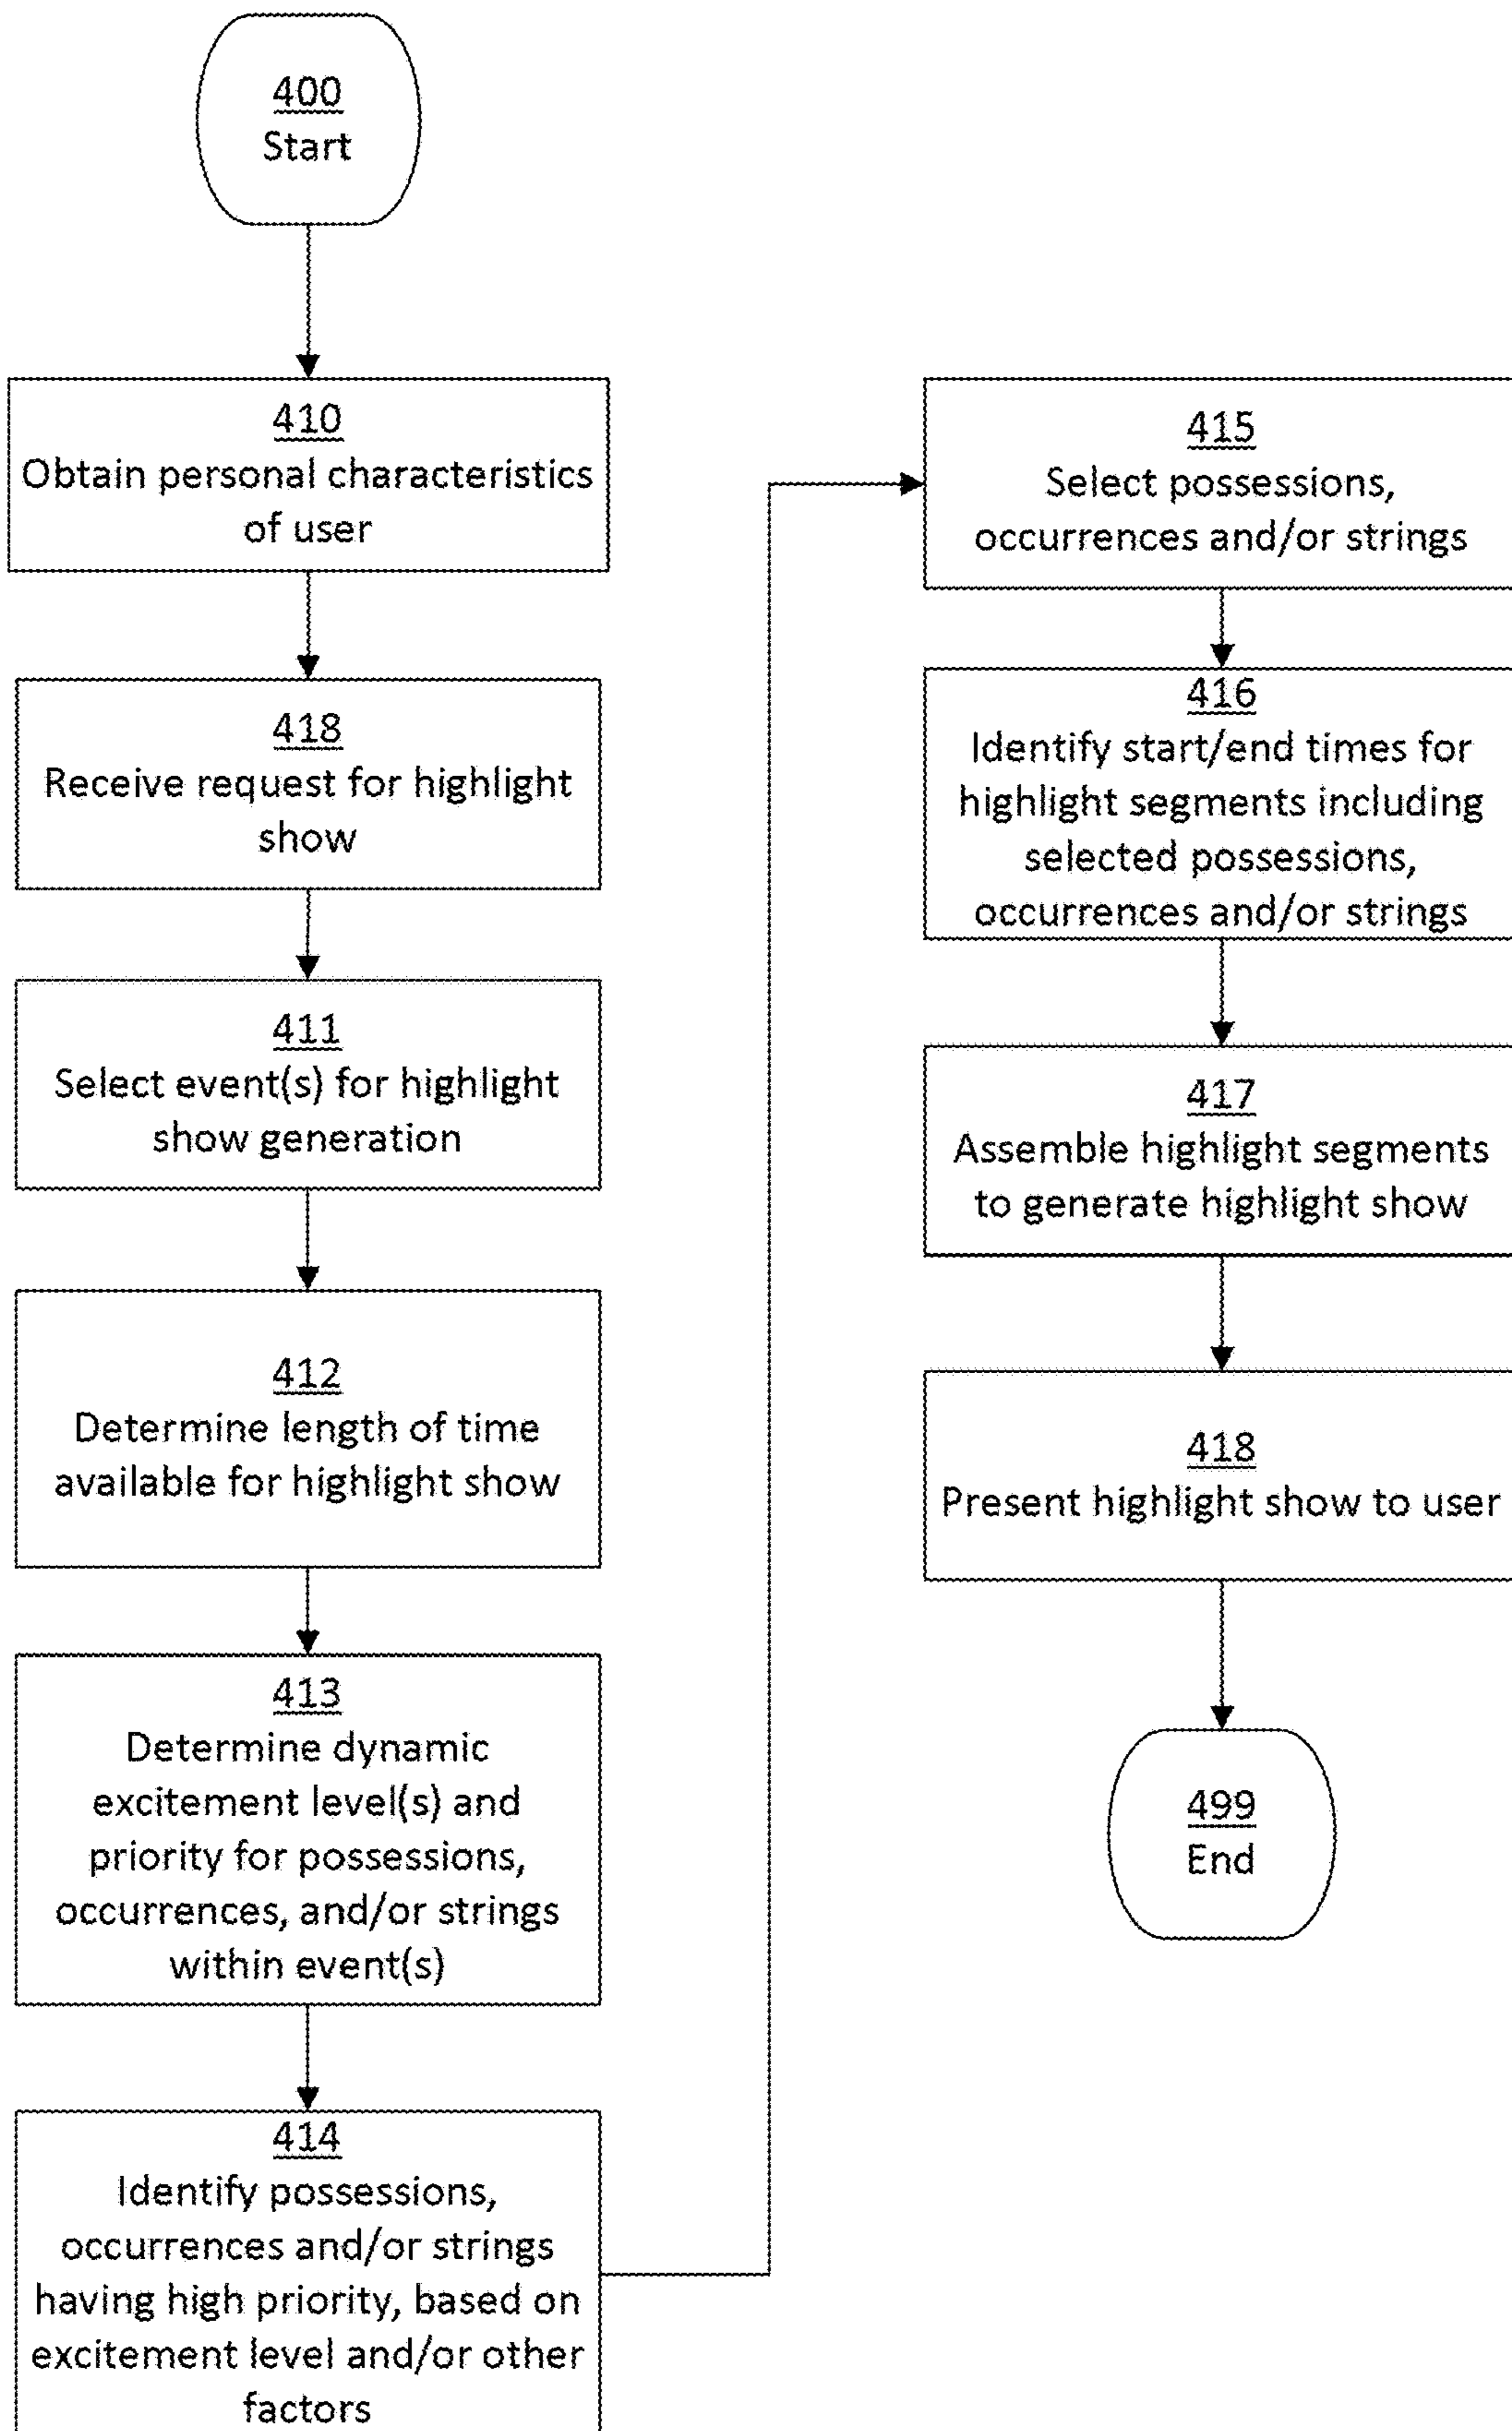 400
Start
410
Obtain personal characteristics
of user
418
Receive request for highlight
show
411
Select event(s) for highlight
show generation
412
Determine length of time
available for highlight show
413
Determine dynamic
excitement level(s) and
priority for possessions,
occurrences, and/or strings
within event(s)
414
Identify possessions,
occurrences and/or strings
having high priority, based on
excitement level and/or other
factors
415
Select possessions,
occurrences and/or strings
416
Identify start/end times for
highlight segments including
selected possessions,
occurrences and/or strings
417
Assemble highlight segments
to generate highlight show
418
Present highlight show to user
499
End